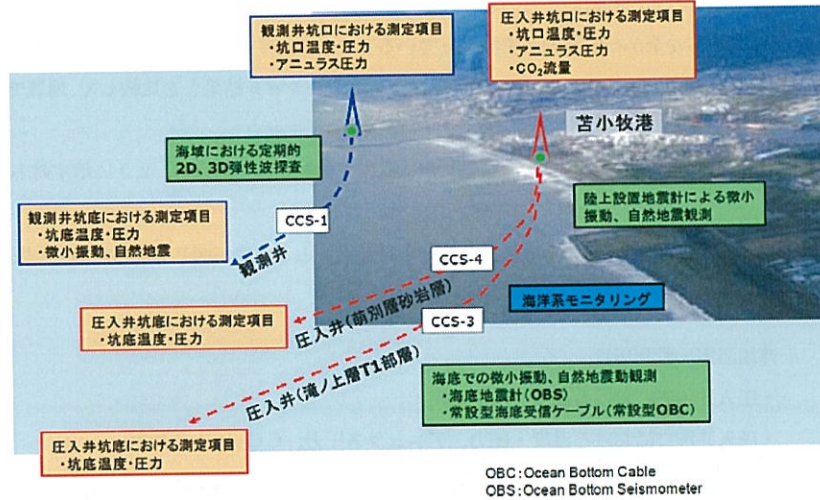 観測井坑口における測定項目
・坑口温度・圧力
・アニュラス圧力
圧入井坑口における測定項目
・坑口温度・圧力
・アニュラス圧力
・CO₂流量
苫小牧港
海域における定期的
2D、3D弾性波探査
陸上設置地震計による微小
振動、自然地震観測
観測井坑底における測定項目
・坑底温度・圧力
・微小振動、自然地震
CCS-1
観測井
CCS-4
圧入井(萌別層砂岩層)
海洋系モニタリング
圧入井坑底における測定項目
・坑底温度・圧力
CCS-3
圧入井(滝ノ上層T1部層)
海底での微小振動、自然地震動観測
・海底地震計(OBS)
・常設型海底受信ケーブル(常設型OBC)
圧入井坑底における測定項目
・坑底温度・圧力
OBC:Ocean Bottom Cable
OBS:Ocean Bottom Seismometer